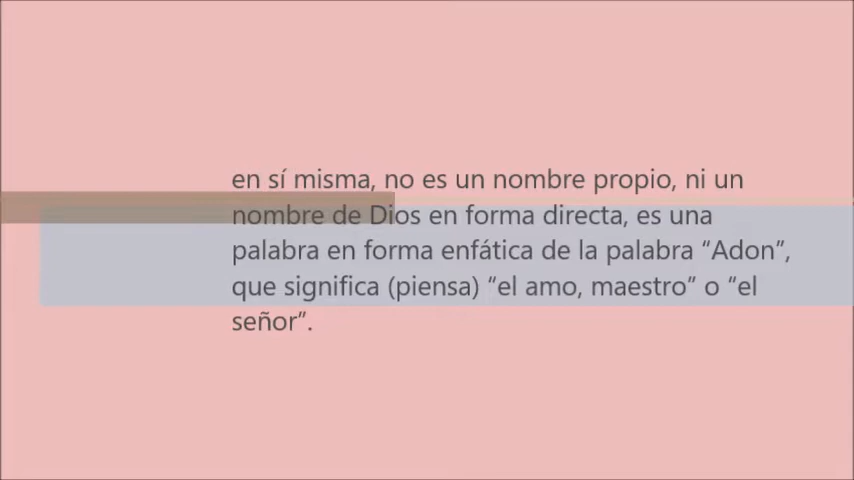 en sí misma, no es un nombre propio, ni un
nombre de Dios en forma directa, es una
palabra en forma enfática de la palabra “Adon”,
que significa (piensa) “el amo, maestro” o “el
señor”.